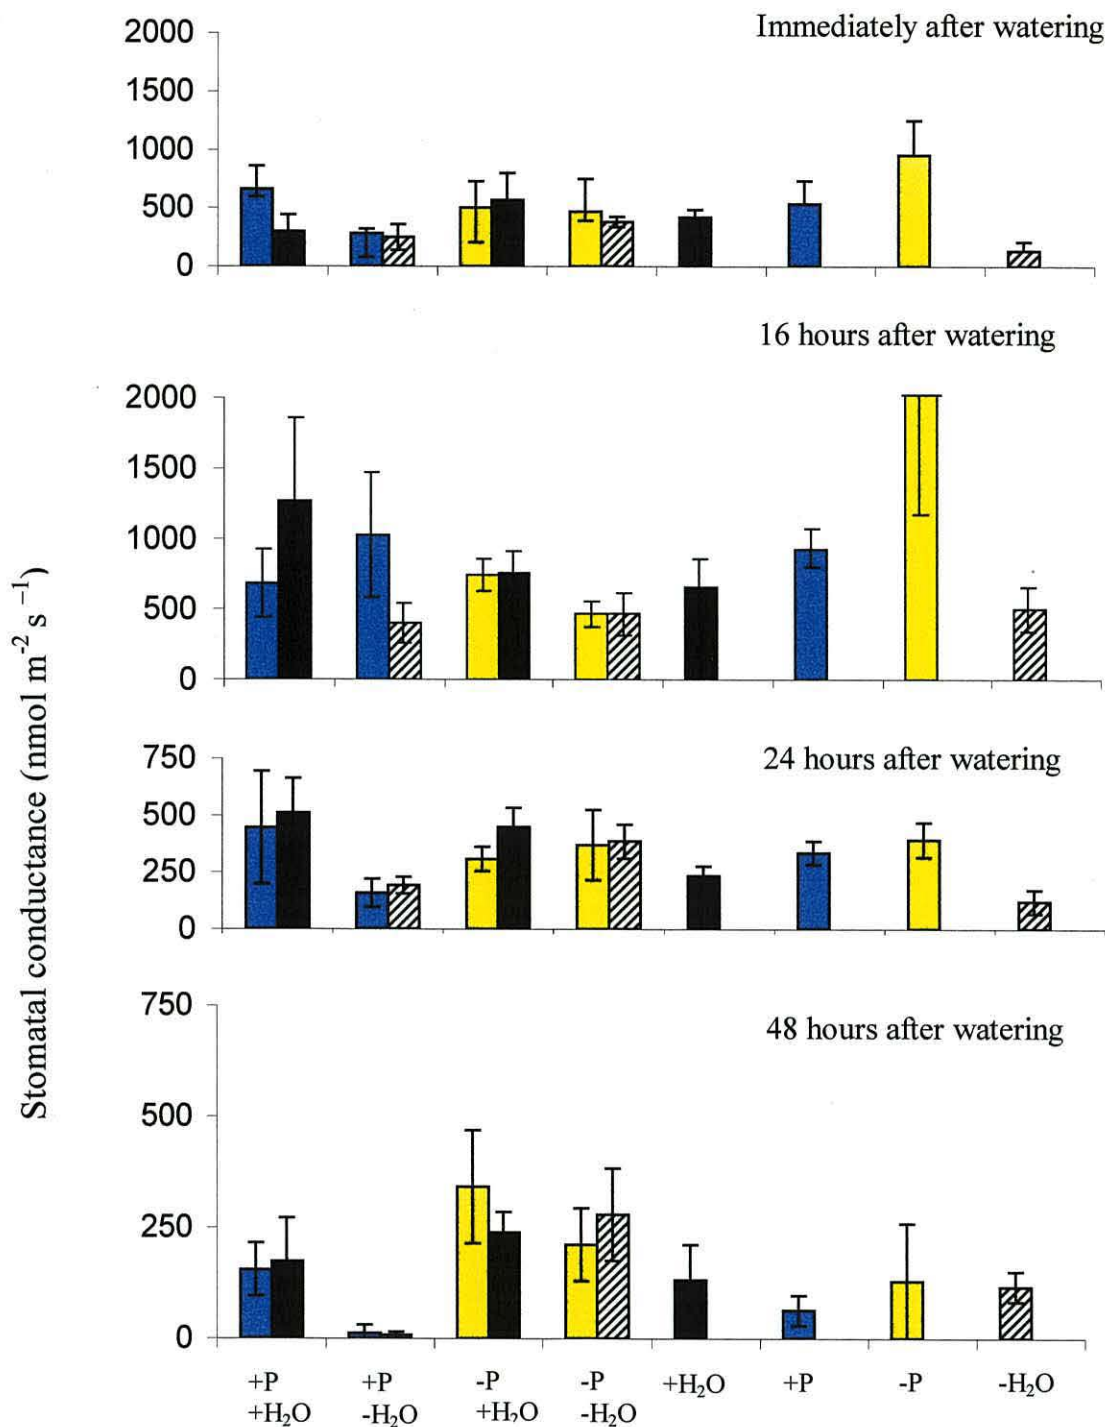 Immediately after watering
2000
1500
1000
500
0
16 hours after watering
2000
1500
1000
500
0
24 hours after watering
750
500
250
0
48 hours after watering
750
500
250
0
Stomatal conductance (nmol m⁻² s⁻¹)
+P +P -P -P +H₂O +P -P -H₂O
+H₂O -H₂O +H₂O -H₂O